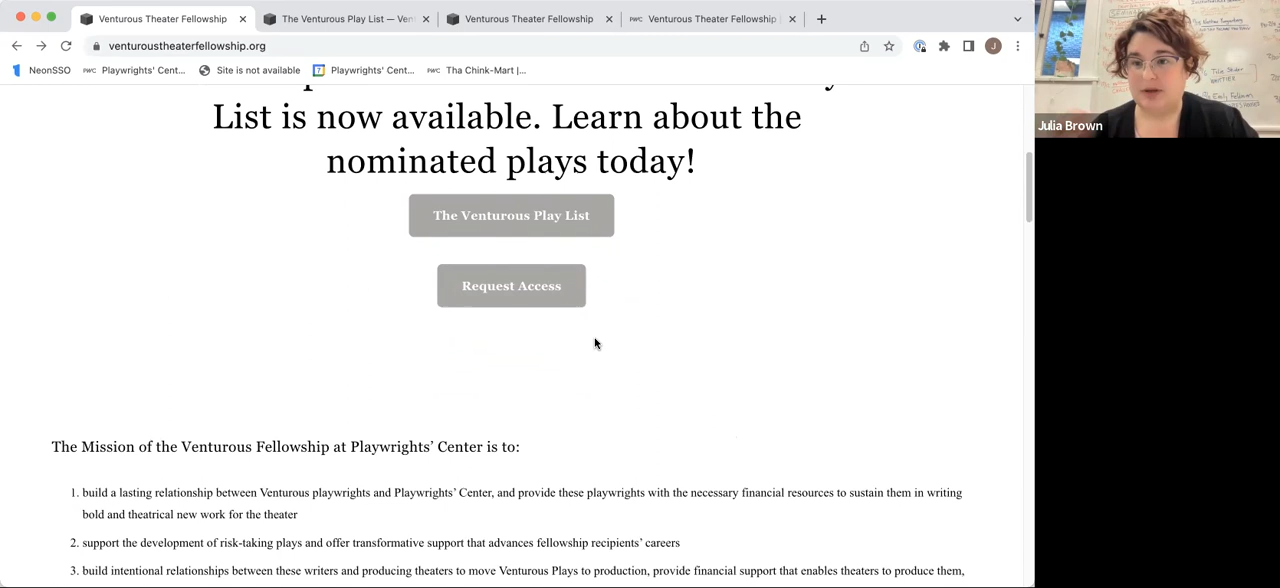 Venturous Theater Fellowship
The Venturous Play List — Ven
Venturous Theater Fellowship
PWC Venturous Theater Fellowship
venturoustheaterfellowship.org
J
NeonSSO
PWC Playwrights' Cent...
Site is not available
7 Playwrights' Cent...
PWC Tha Chink-Mart |...
List is now available. Learn about the
nominated plays today!
The Venturous Play List
Request Access
The Mission of the Venturous Fellowship at Playwrights' Center is to:
1. build a lasting relationship between Venturous playwrights and Playwrights' Center, and provide these playwrights with the necessary financial resources to sustain them in writing
bold and theatrical new work for the theater
2. support the development of risk-taking plays and offer transformative support that advances fellowship recipients' careers
3. build intentional relationships between these writers and producing theaters to move Venturous Plays to production, provide financial support that enables theaters to produce them,
Julia Brown